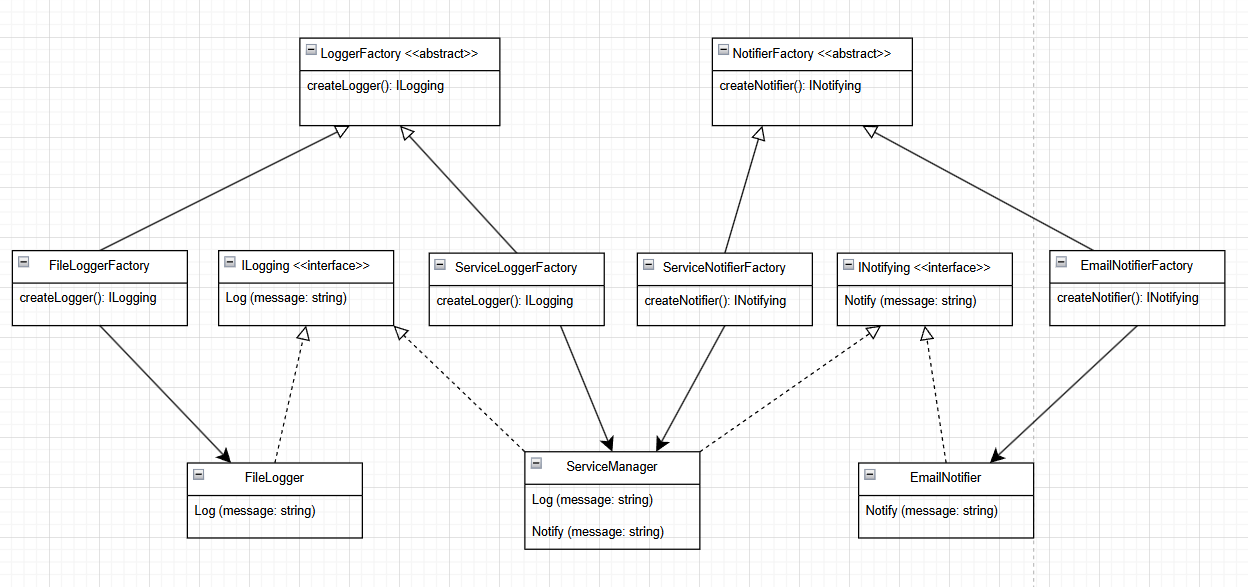 LoggerFactory <<abstract>>
createLogger(): ILogging
NotifierFactory <<abstract>>
createNotifier(): INotifying
FileLoggerFactory
createLogger(): ILogging
ILogging <<interface>>
Log (message: string)
ServiceLoggerFactory
createLogger(): ILogging
ServiceNotifierFactory
createNotifier(): INotifying
INotifying <<interface>>
Notify (message: string)
EmailNotifierFactory
createNotifier(): INotifying
FileLogger
Log (message: string)
ServiceManager
Log (message: string)
Notify (message: string)
EmailNotifier
Notify (message: string)